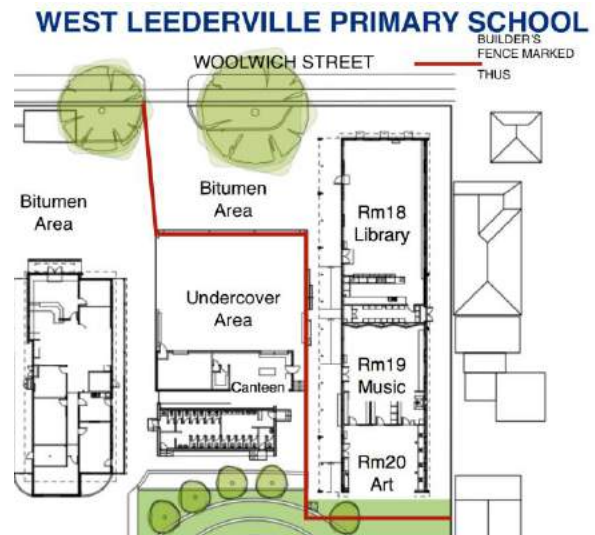 WEST LEEDERVILLE PRIMARY SCHOOL
BUILDER'S
FENCE MARKED
THUS
WOOLWICH STREET
Bitumen
Area
Bitumen
Area
Rm18
Library
Undercover
Area
Canteen
Rm19
Music
Rm20
Art